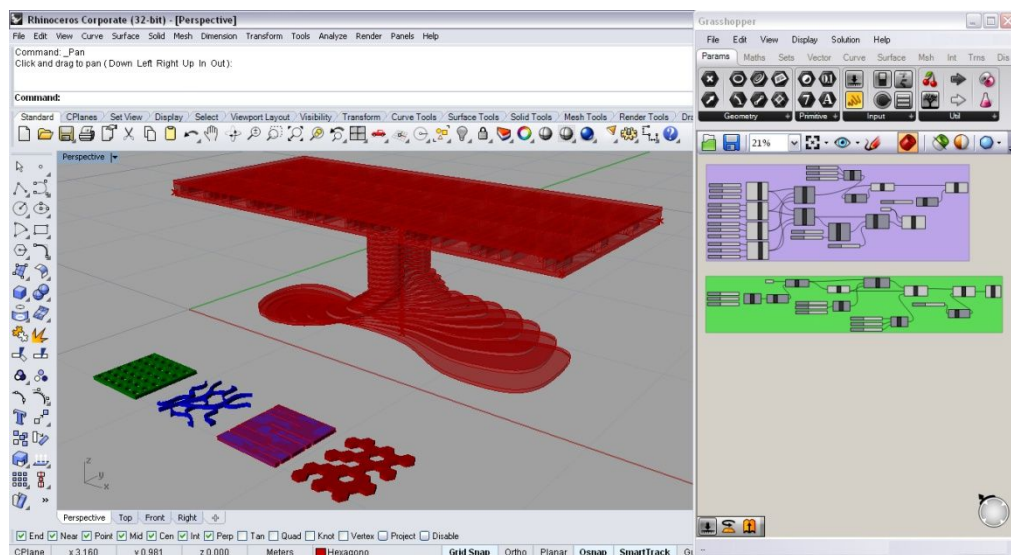 Rhinoceros Corporate (32-bit) - [Perspective]
File Edit View Curve Surface Solid Mesh Dimension Transform Tools Analyze Render Panels Help
Command: _Pan
Click and drag to pan ( Down Left Right Up In Out):
Command:
Standard CPlanes Set View Display Select Viewport Layout Visibility Transform Curve Tools Surface Tools Solid Tools Mesh Tools Render Tools Dra
Perspective
z
y
x
Perspective Top Front Right
End Near Point Mid Cen Int Perp Tan Quad Knot Vertex Project Disable
CPlane x 3.160 y 0.981 z 0.000 Meters Hexagono Grid Snap Ortho Planar Osnap SmartTrack Gu
Grasshopper
File Edit View Display Solution Help
Params Maths Sets Vector Curve Surface Msh Int Trns Dis
Geometry Primitive Input Util
21%